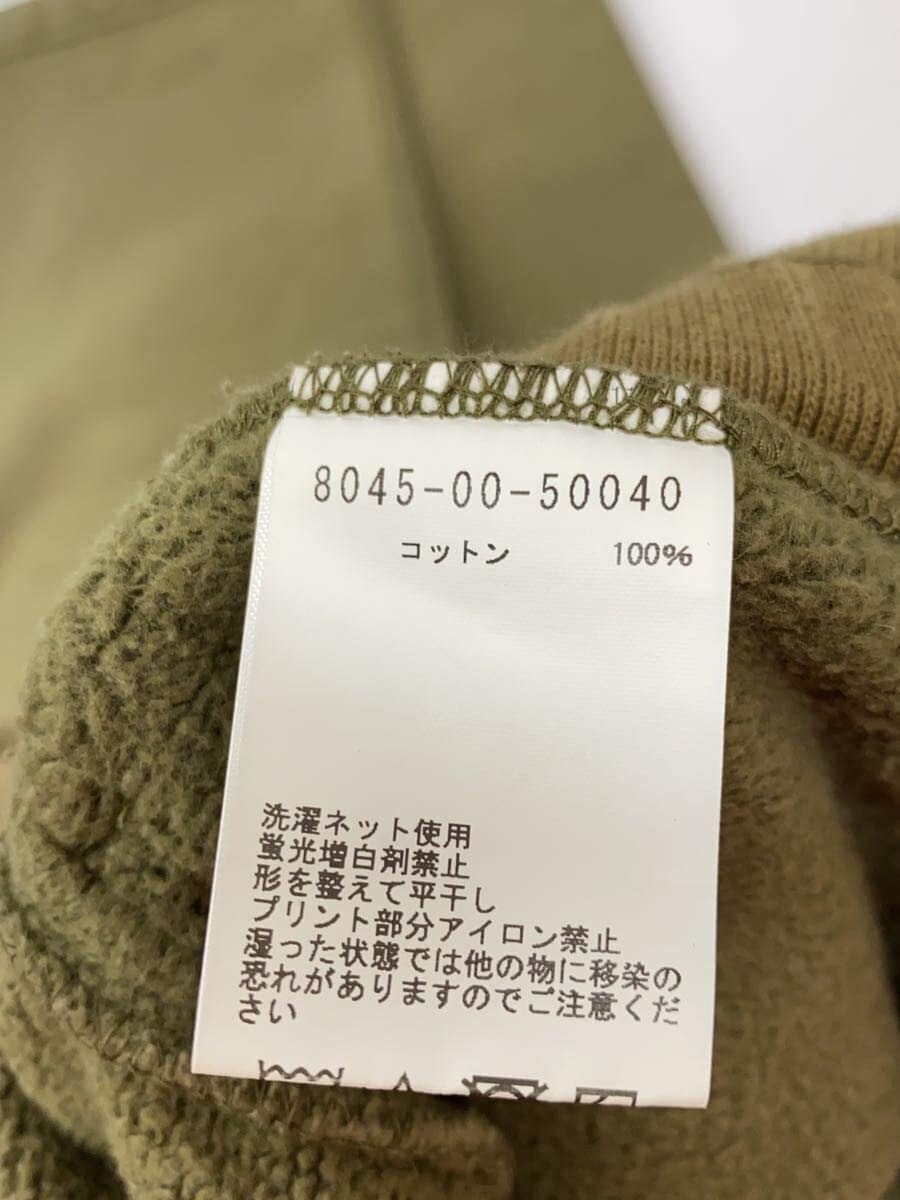 8045-00-50040
コットン 100%
洗濯ネット使用
蛍光増白剤禁止
形を整えて平干し
プリント部分アイロン禁止
湿った状態では他の物に移染の
恐れがありますのでご注意くだ
さい